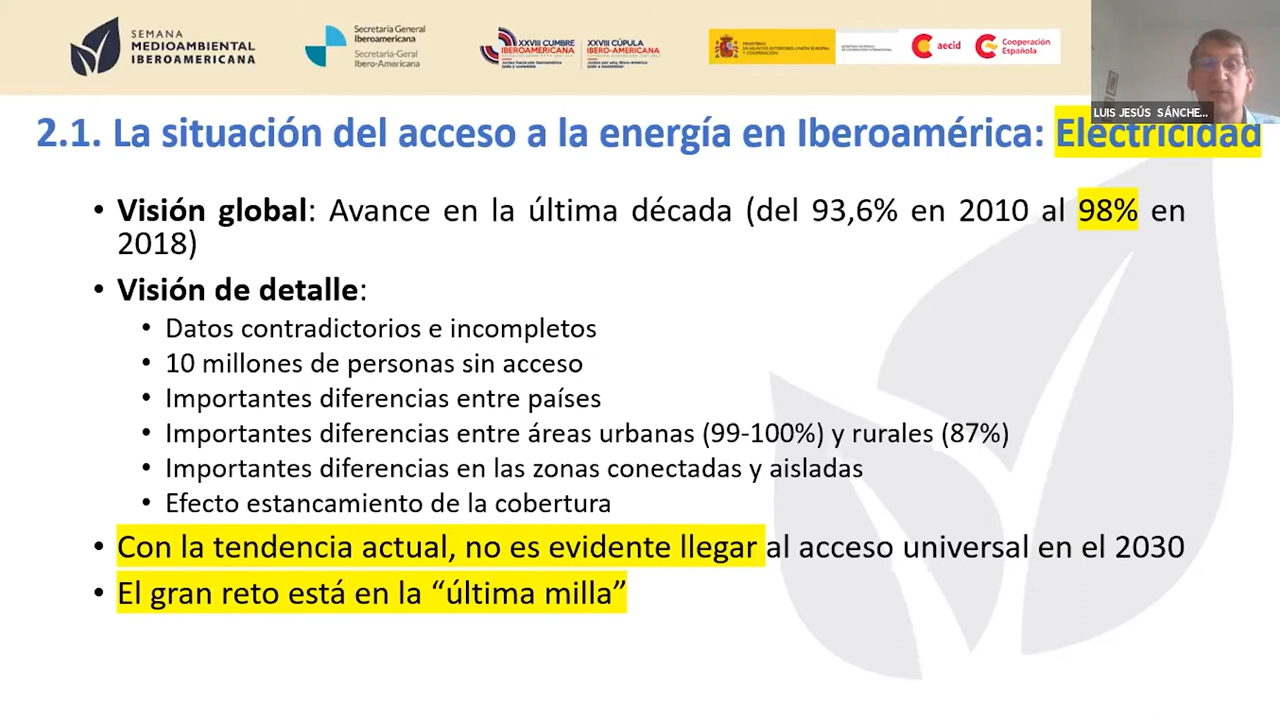 SEMANA
MEDIOAMBIENTAL
IBEROAMERICANA
Secretaría General
Iberoamericana
Secretaria-Geral
Ibero-Americana
XXVIII CUMBRE
IBEROAMERICANA
XXVIII CÚPULA
IBERO-AMERICANA
aecid
Cooperación
Española
LUIS JESÚS SÁNCHE...
2.1. La situación del acceso a la energía en Iberoamérica: Electricidad
• Visión global: Avance en la última década (del 93,6% en 2010 al 98% en
2018)
• Visión de detalle:
• Datos contradictorios e incompletos
• 10 millones de personas sin acceso
• Importantes diferencias entre países
• Importantes diferencias entre áreas urbanas (99-100%) y rurales (87%)
• Importantes diferencias en las zonas conectadas y aisladas
• Efecto estancamiento de la cobertura
• Con la tendencia actual, no es evidente llegar al acceso universal en el 2030
• El gran reto está en la “última milla”